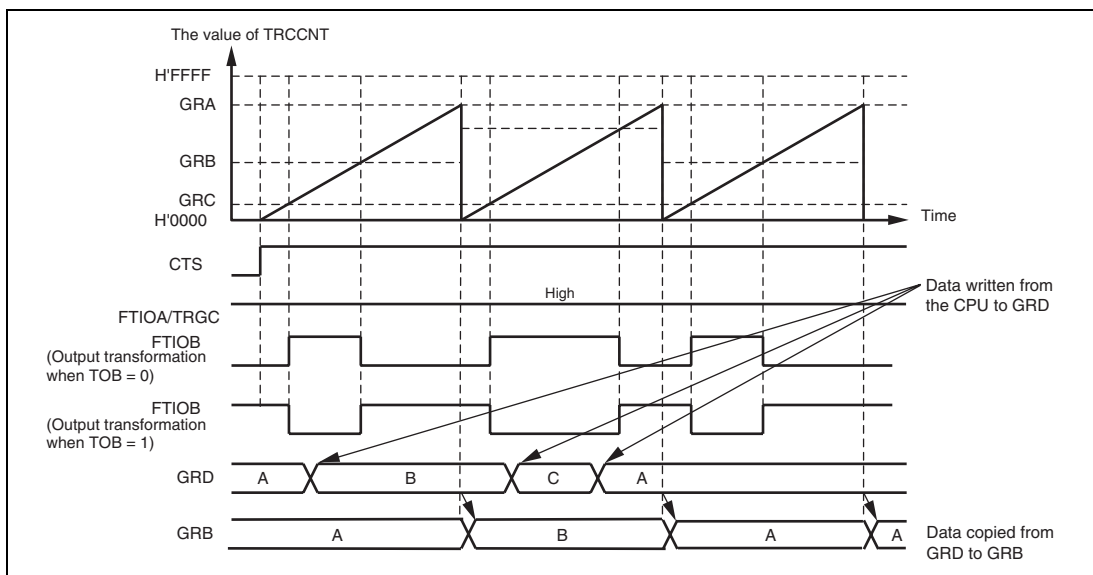 The value of TRCCNT
H'FFFF
GRA
GRB
GRC
H'0000
Time
CTS
Data written from
the CPU to GRD
High
FTIOA/TRGC
FTIOB
(Output transformation
when TOB = 0)
FTIOB
(Output transformation
when TOB = 1)
GRD
A
B
C
A
GRB
A
B
A
A
Data copied from
GRD to GRB